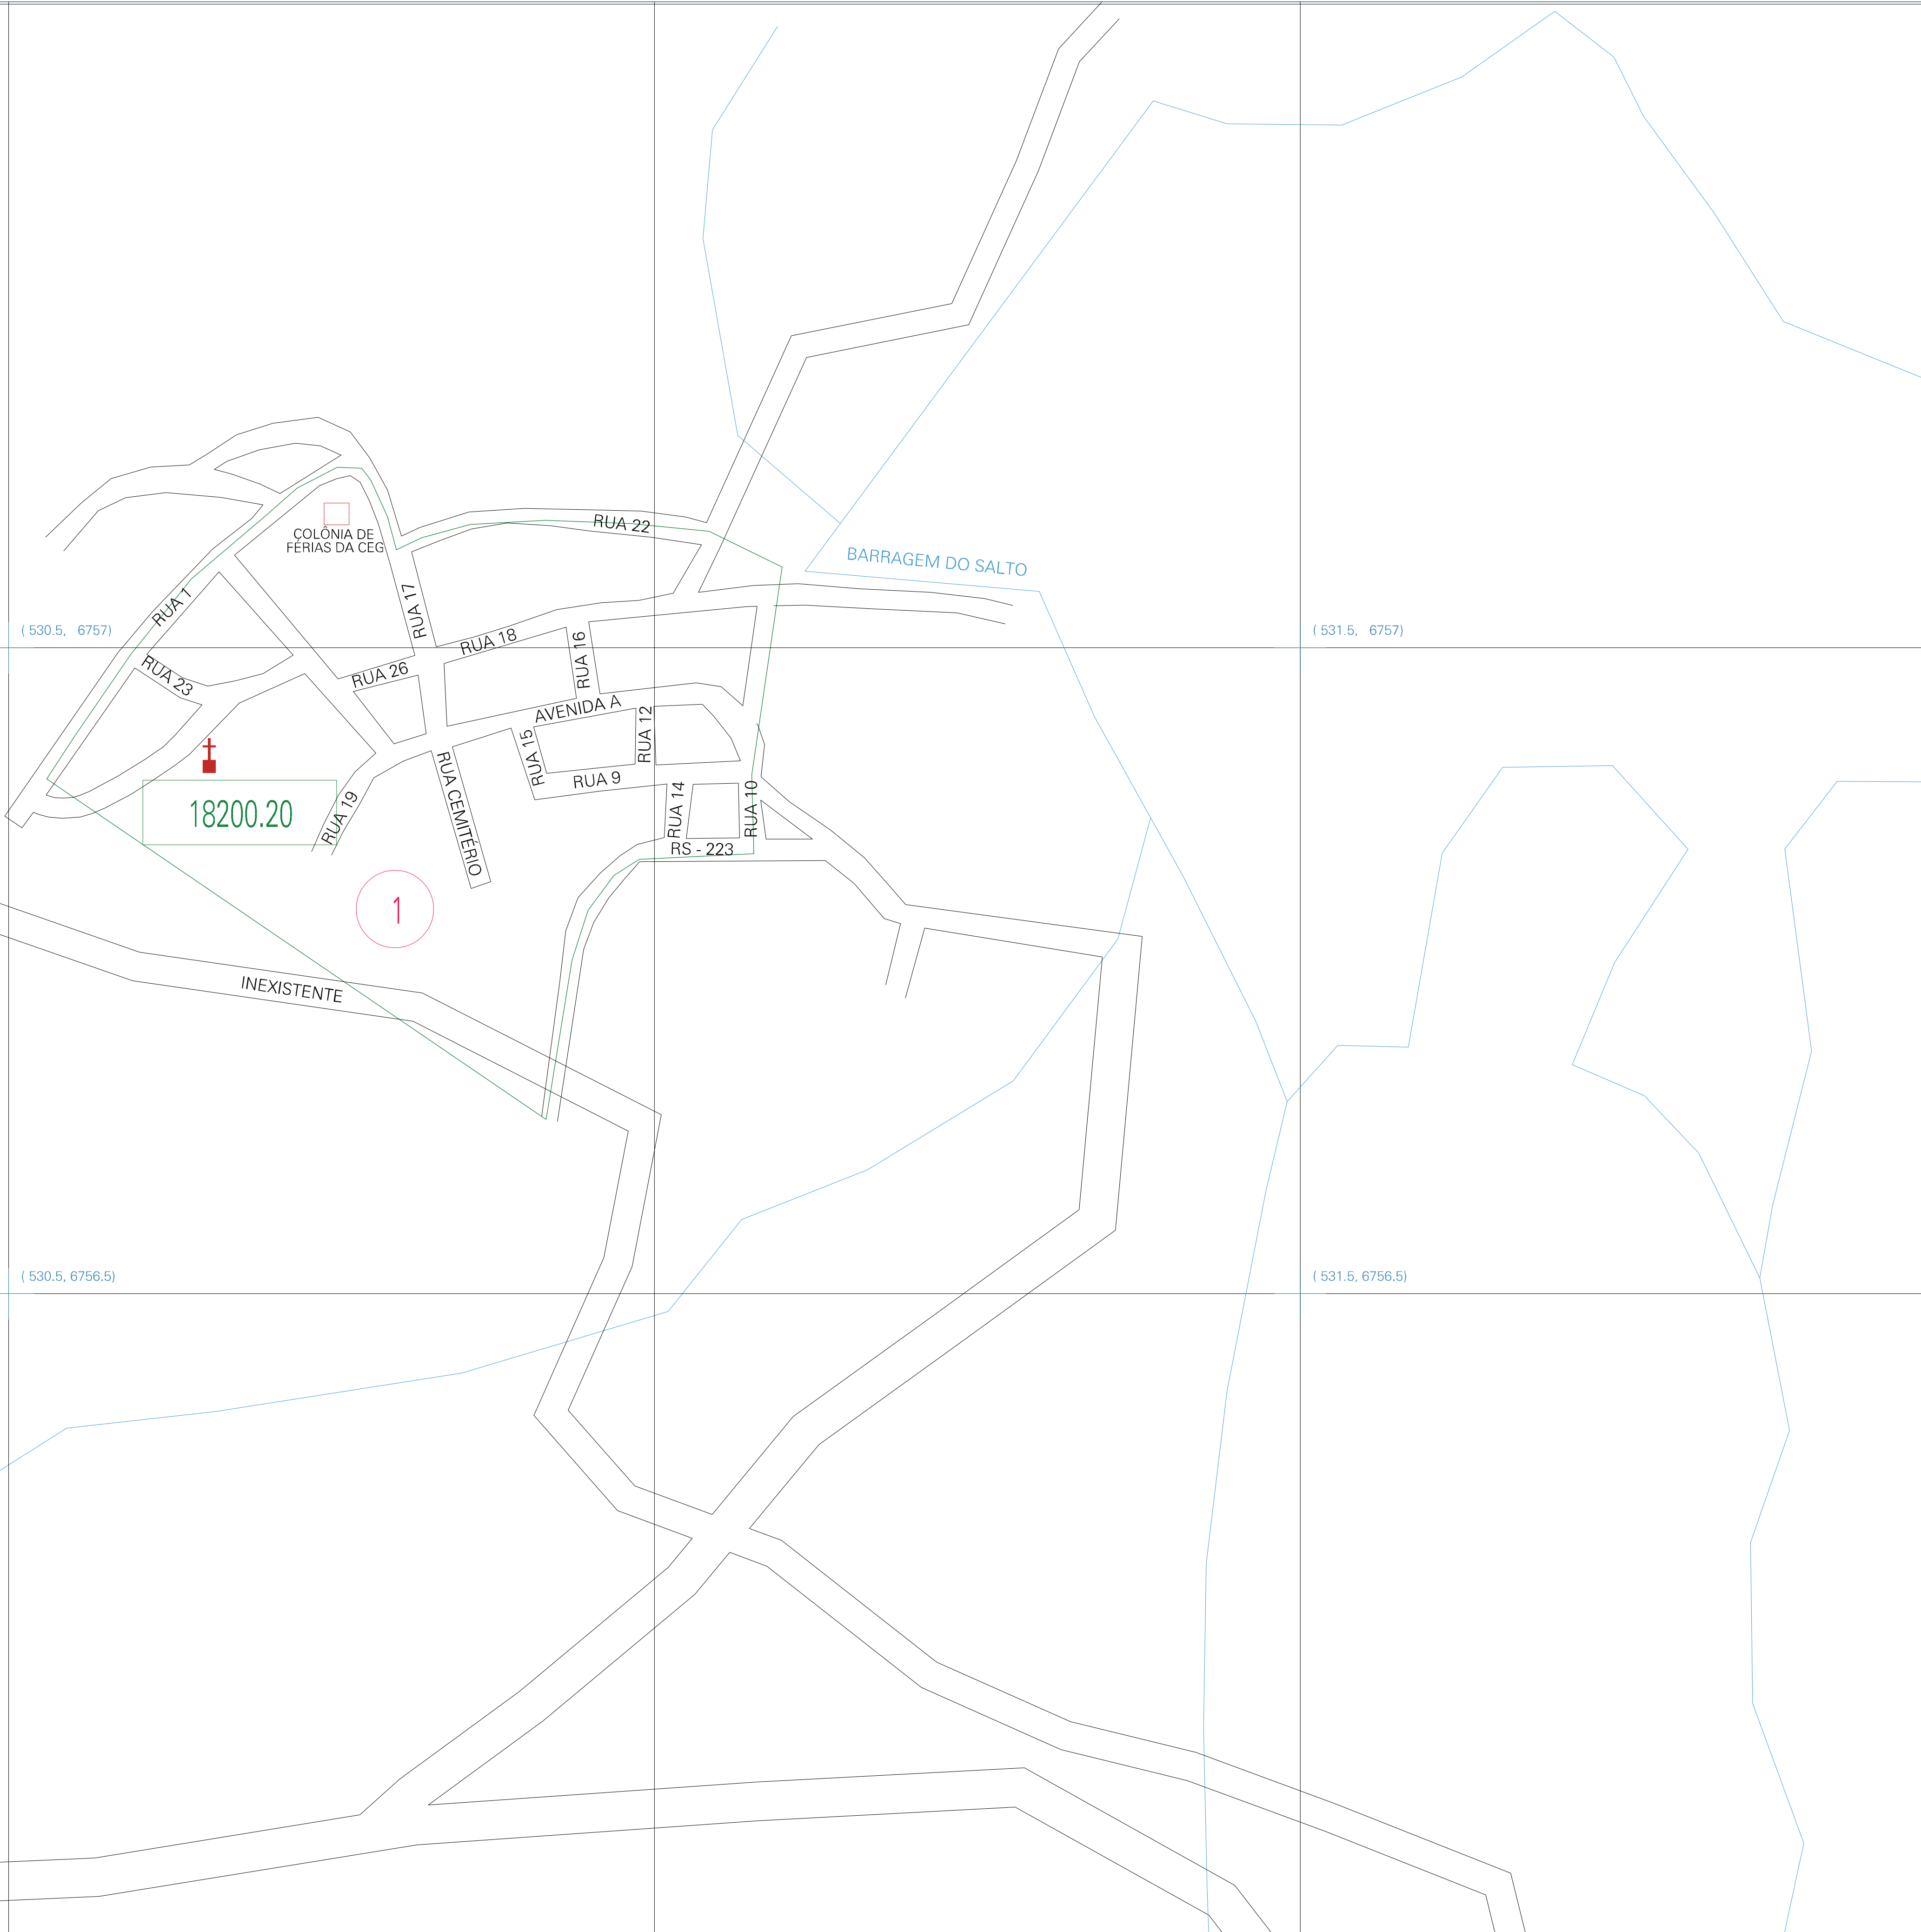 RUA 22
COLÔNIA DE
FÉRIAS DA CEG
BARRAGEM DO SALTO
RUA 1
RUA 17
( 530.5, 6757)
( 531.5, 6757)
RUA 18
RUA 16
RUA 23
RUA 26
AVENIDA A
RUA 12
RUA 15
RUA 9
RUA CEMITÉRIO
RUA 14
RUA 10
18200.20
RUA 19
RS - 223
1
INEXISTENTE
( 530.5, 6756.5)
( 531.5, 6756.5)